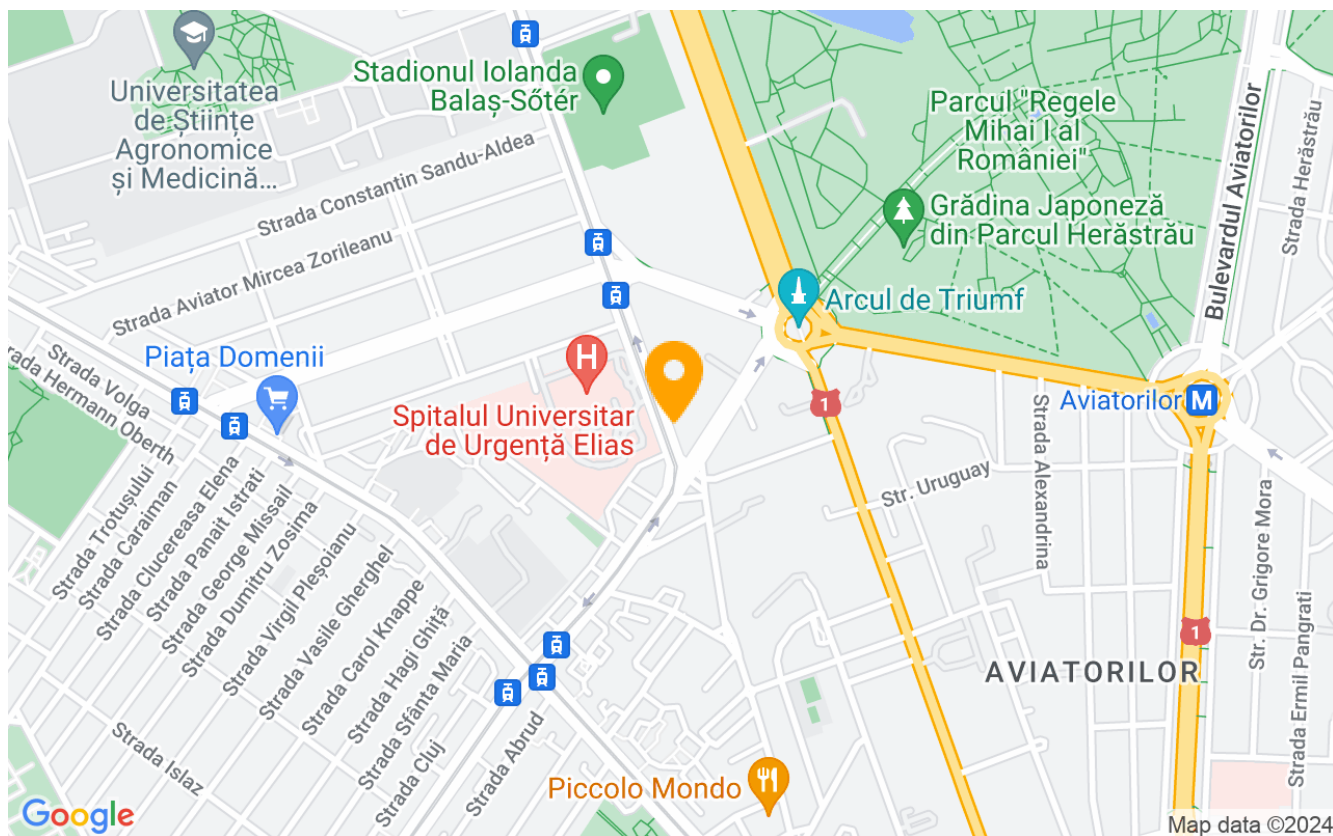 Universitatea
de Științe
Agronomice
și Medicină...
Stadionul Iolanda
Balaș-Sőtér
Parcul "Regele
Mihai I al
României"
Bulevardul Aviatorilor
Strada Herăstrău
Strada Constantin Sandu-Aldea
Grădina Japoneză
din Parcul Herăstrău
Strada Aviator Mircea Zorileanu
Arcul de Triumf
Piața Domenii
H
Spitalul Universitar
de Urgență Elias
1
Aviatorilor
M
Strada Volga
Strada Hermann Oberth
Strada Trotușului
Strada Caraiman
Strada Clucereasa Elena
Strada Panait Istrati
Strada George Missail
Strada Dumitru Zosima
Strada Virgil Pleșoianu
Strada Vasile Gherghel
Strada Carol Knappe
Strada Hagi Ghiță
Strada Sfânta Maria
Strada Cluj
Strada Abrud
Strada Islaz
Str. Uruguay
Strada Alexandrina
Str. Dr. Grigore Mora
1
Strada Ermil Pangrati
AVIATORILOR
Piccolo Mondo
Google
Map data ©2024